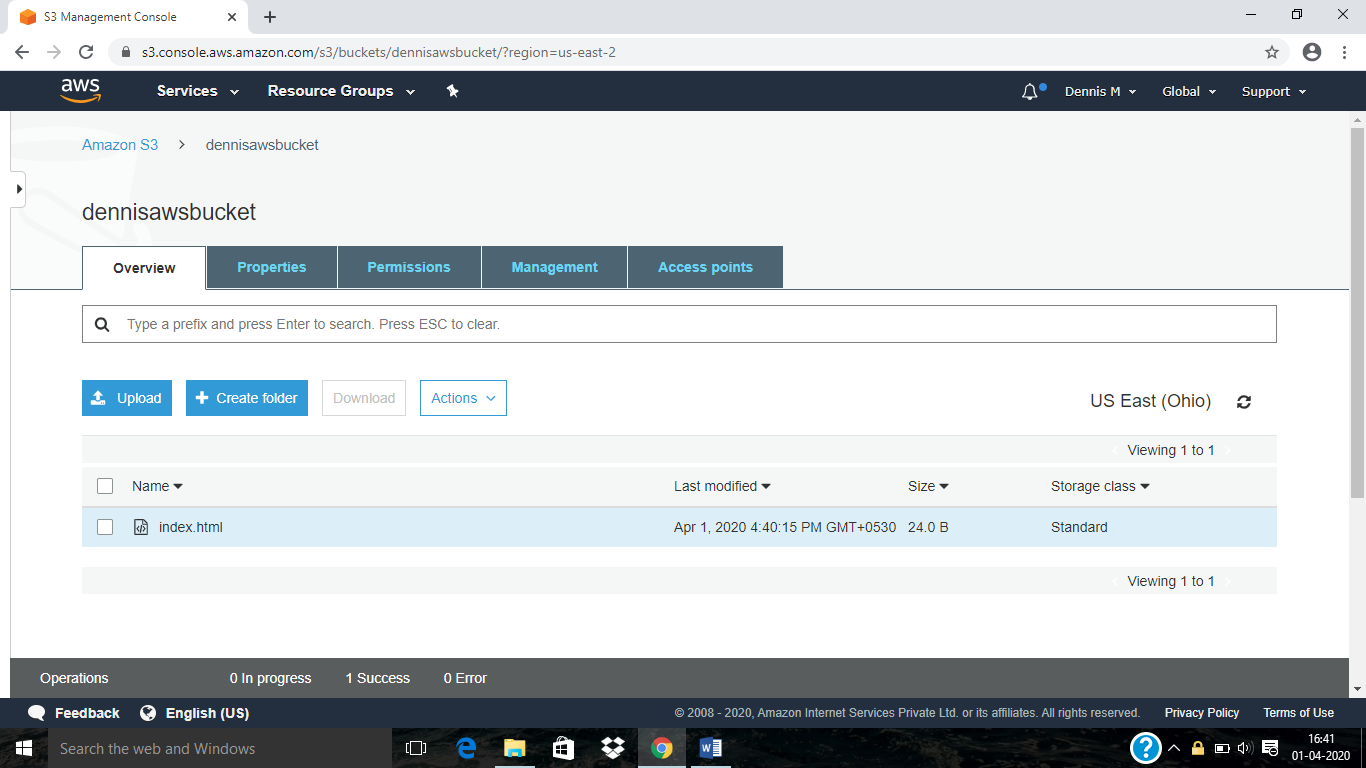 S3 Management Console
s3.console.aws.amazon.com/s3/buckets/dennisawsbucket/?region=us-east-2
aws Services Resource Groups Dennis M Global Support
Amazon S3 > dennisawsbucket
dennisawsbucket
Overview Properties Permissions Management Access points
Type a prefix and press Enter to search. Press ESC to clear.
Upload Create folder Download Actions US East (Ohio)
Viewing 1 to 1
Name Last modified Size Storage class
index.html Apr 1, 2020 4:40:15 PM GMT+0530 24.0 B Standard
Viewing 1 to 1
Operations 0 In progress 1 Success 0 Error
Feedback English (US) © 2008 - 2020, Amazon Internet Services Private Ltd. or its affiliates. All rights reserved. Privacy Policy Terms of Use
Search the web and Windows
16:41
01-04-2020